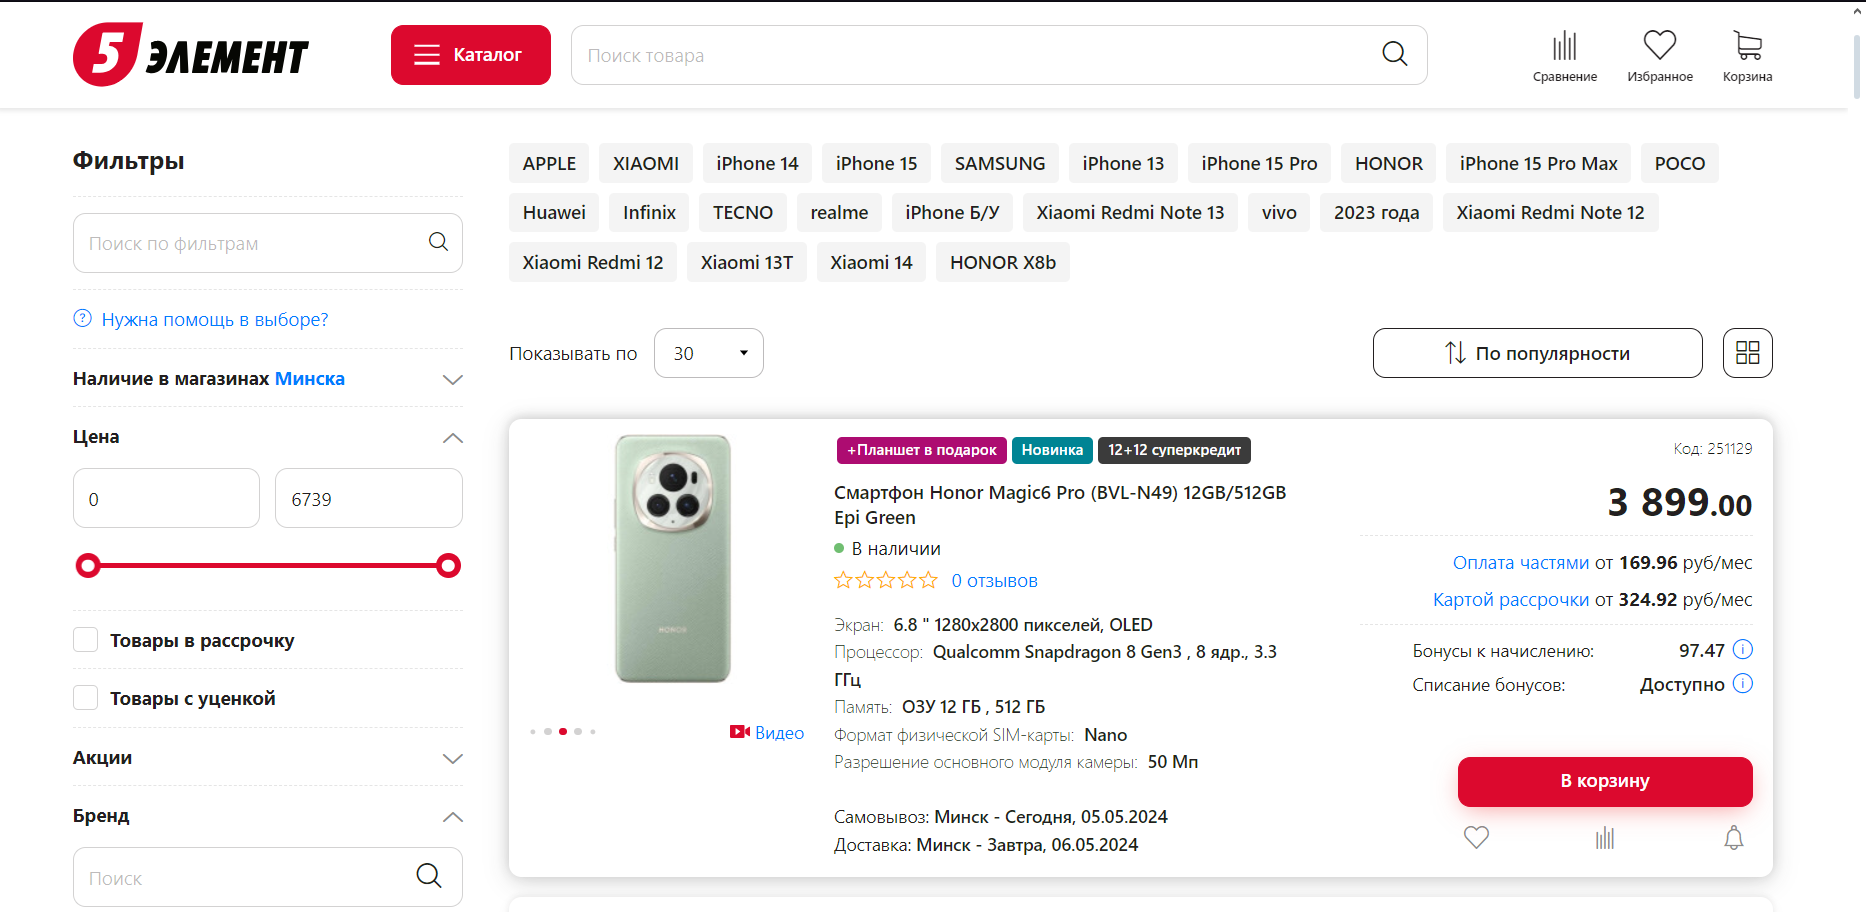 5 ЭЛЕМЕНТ
Каталог
Поиск товара
Сравнение
Избранное
Корзина
Фильтры
Поиск по фильтрам
Нужна помощь в выборе?
Наличие в магазинах Минска
Цена
0
6739
Товары в рассрочку
Товары с уценкой
Акции
Бренд
Поиск
APPLE XIAOMI iPhone 14 iPhone 15 SAMSUNG iPhone 13 iPhone 15 Pro HONOR iPhone 15 Pro Max POCO
Huawei Infinix TECNO realme iPhone Б/У Xiaomi Redmi Note 13 vivo 2023 года Xiaomi Redmi Note 12
Xiaomi Redmi 12 Xiaomi 13T Xiaomi 14 HONOR X8b
Показывать по 30
По популярности
HONOR
Видео
+Планшет в подарок Новинка 12+12 суперкредит
Смартфон Honor Magic6 Pro (BVL-N49) 12GB/512GB
Epi Green
В наличии
0 отзывов
Экран: 6.8 " 1280x2800 пикселей, OLED
Процессор: Qualcomm Snapdragon 8 Gen3 , 8 ядр., 3.3
ГГц
Память: ОЗУ 12 ГБ , 512 ГБ
Формат физической SIM-карты: Nano
Разрешение основного модуля камеры: 50 Мп
Самовывоз: Минск - Сегодня, 05.05.2024
Доставка: Минск - Завтра, 06.05.2024
Код: 251129
3 899.00
Оплата частями от 169.96 руб/мес
Картой рассрочки от 324.92 руб/мес
Бонусы к начислению: 97.47
Списание бонусов: Доступно
В корзину